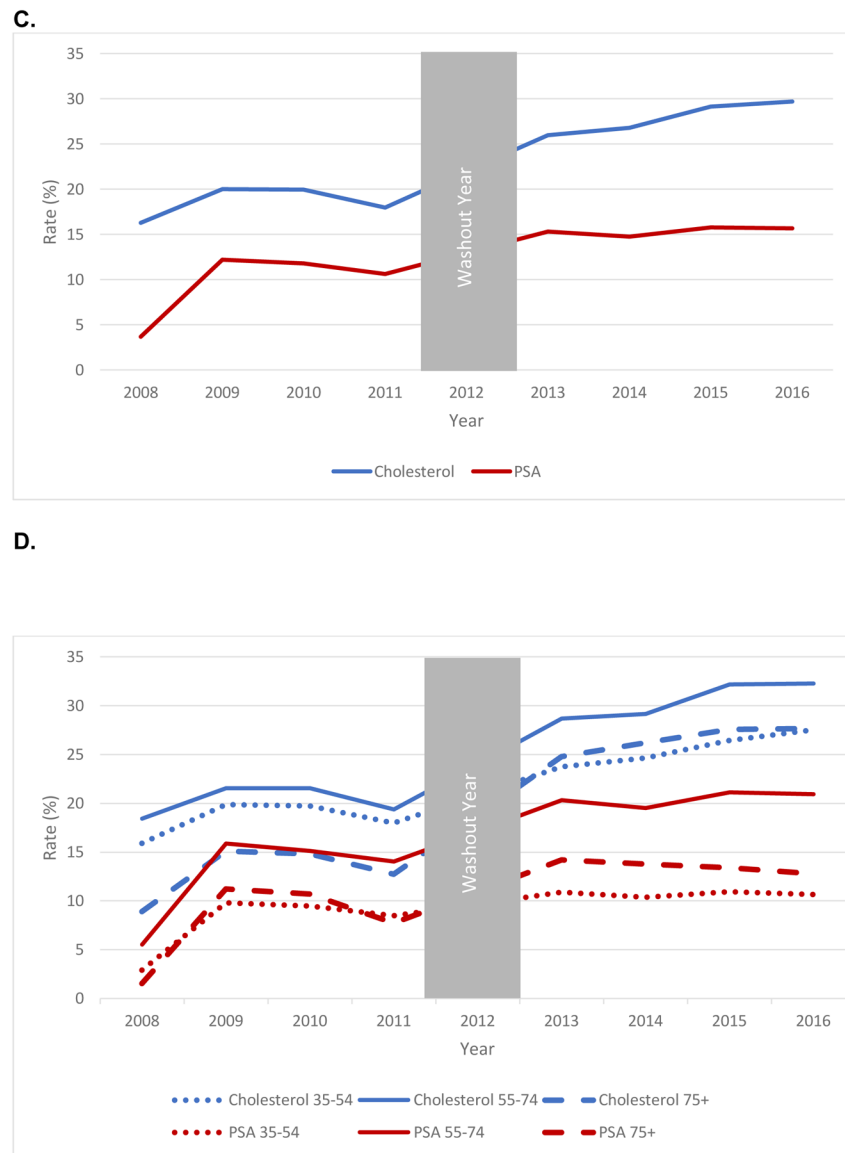 C.
35
30
25
20
15
10
5
0
Rate (%)
Washout Year
2008 2009 2010 2011 2012 2013 2014 2015 2016
Year
Cholesterol PSA
D.
35
30
25
20
15
10
5
0
Rate (%)
Washout Year
2008 2009 2010 2011 2012 2013 2014 2015 2016
Year
Cholesterol 35-54 Cholesterol 55-74 Cholesterol 75+
PSA 35-54 PSA 55-74 PSA 75+